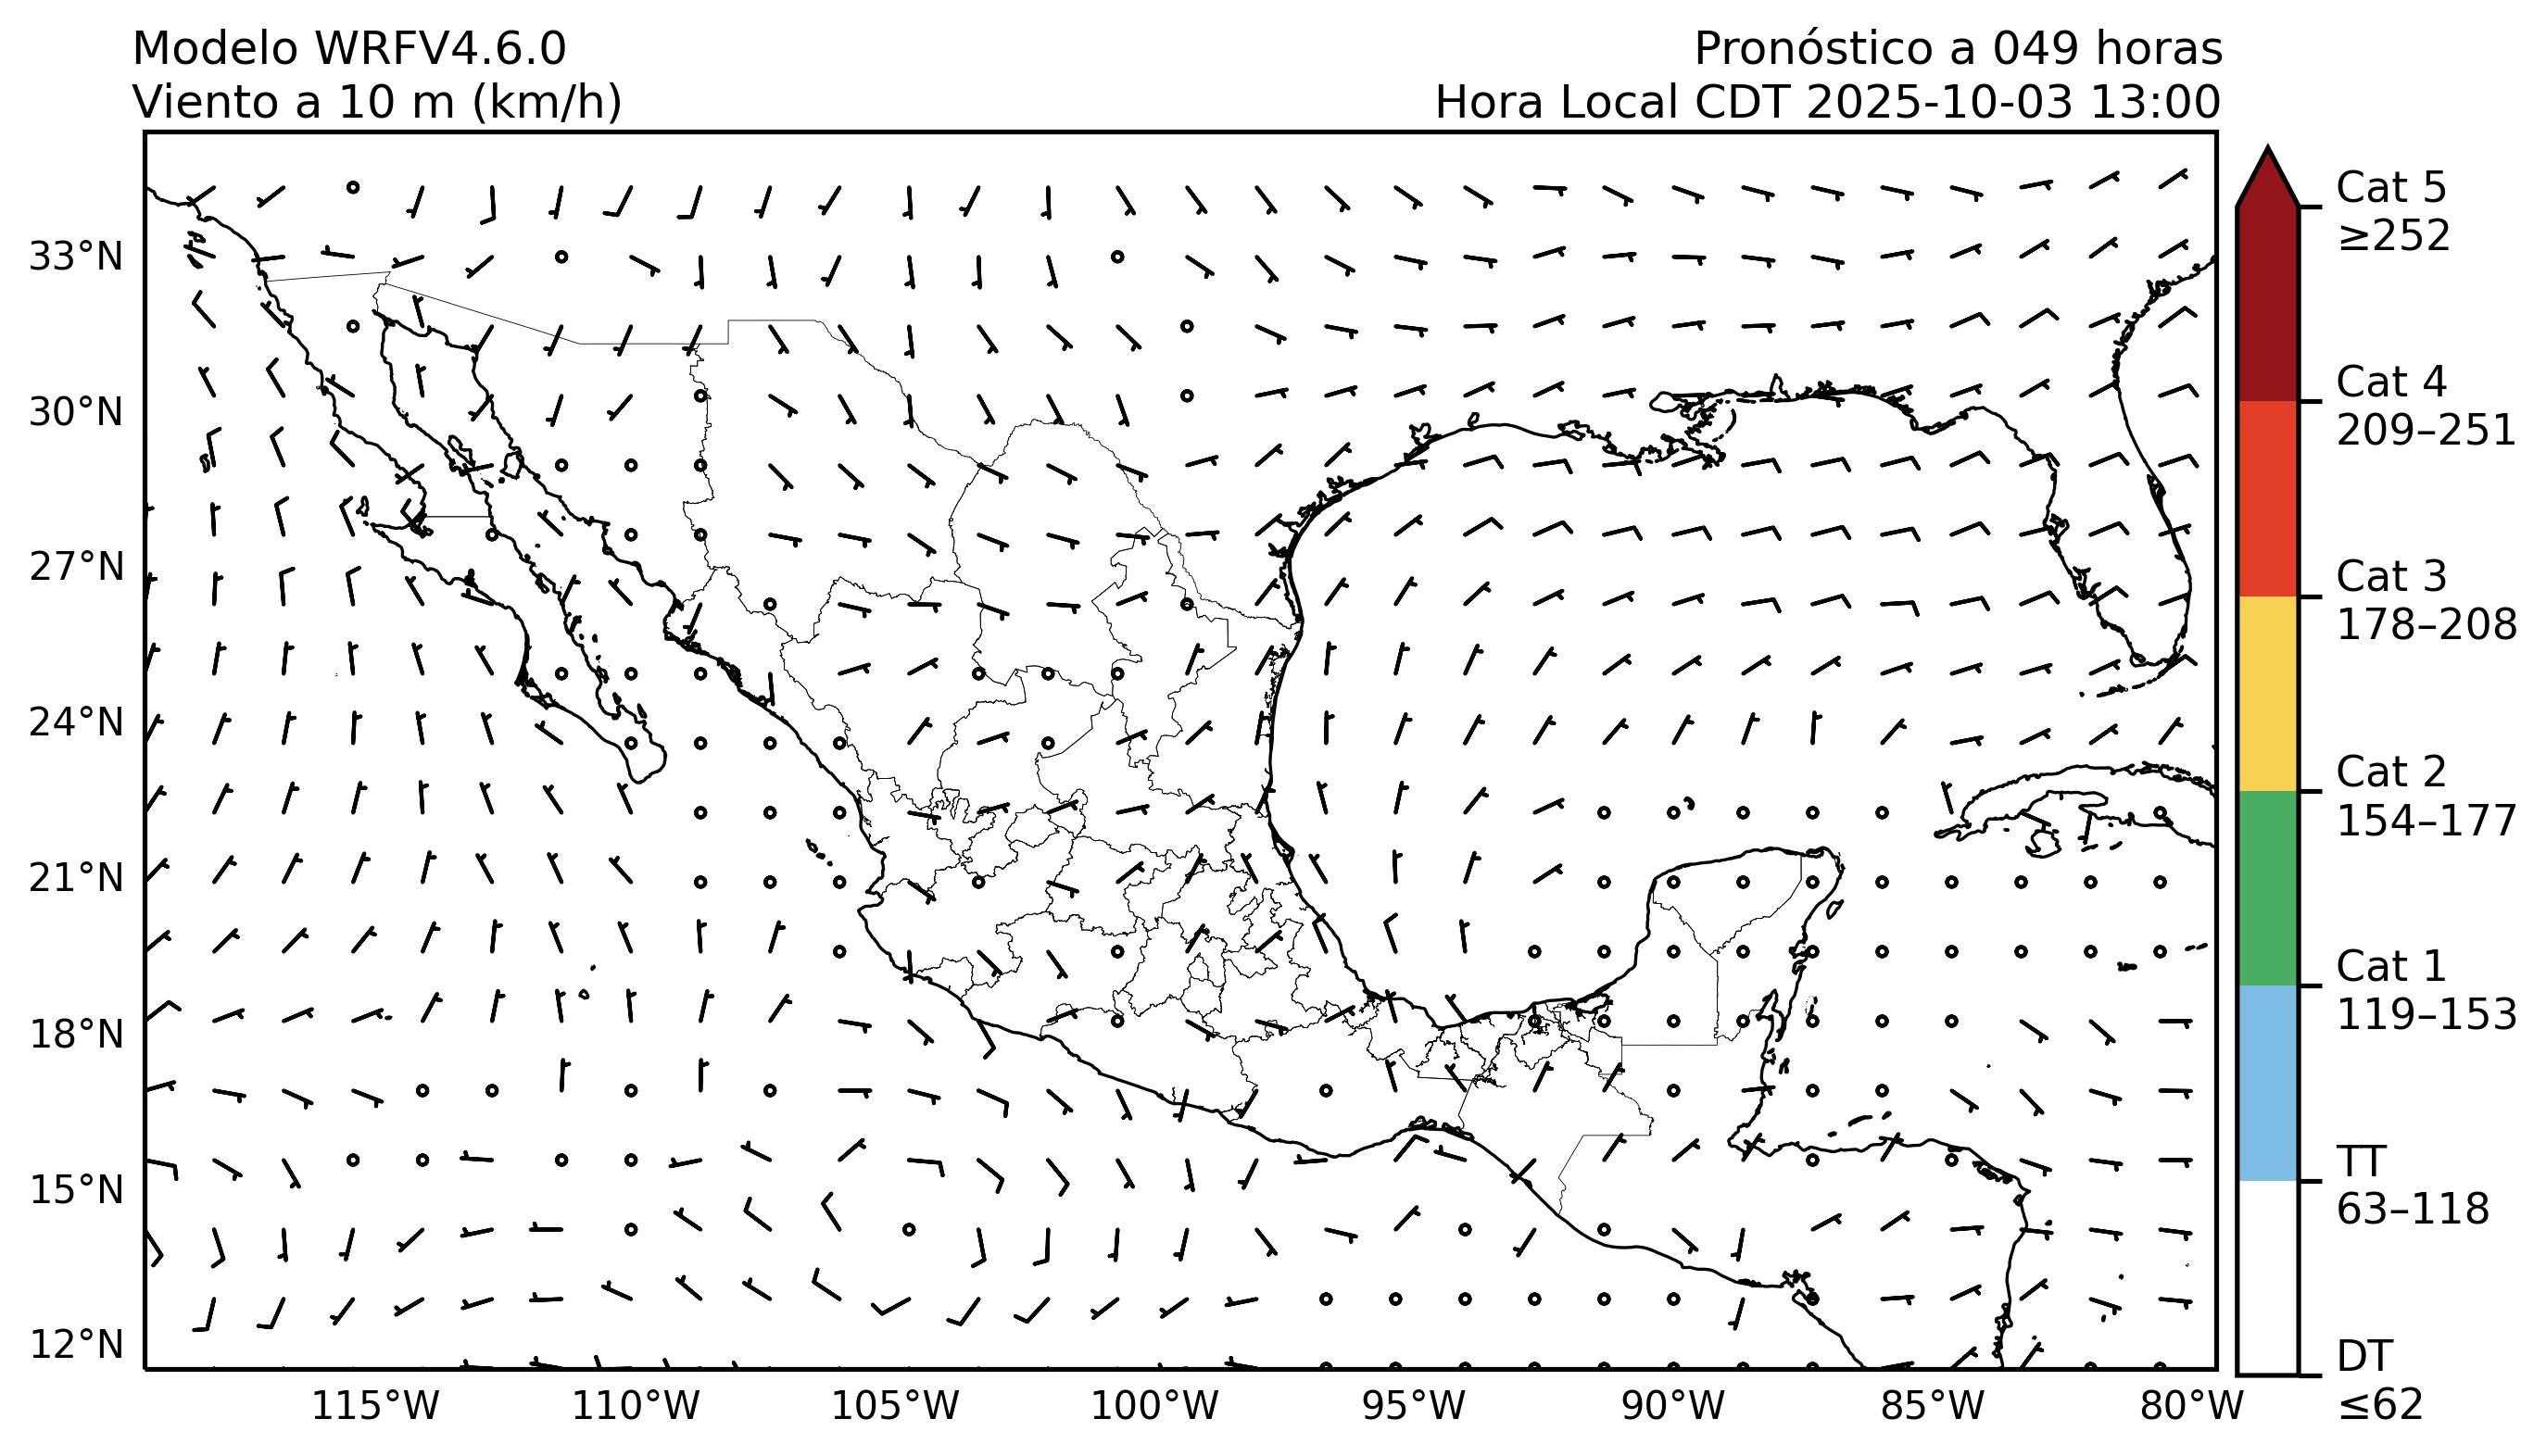 Modelo WRFV4.6.0
Viento a 10 m (km/h)
Pronóstico a 049 horas
Hora Local CDT 2025-10-03 13:00
33°N
30°N
27°N
24°N
21°N
18°N
15°N
12°N
115°W
110°W
105°W
100°W
95°W
90°W
85°W
80°W
Cat 5
≥252
Cat 4
209–251
Cat 3
178–208
Cat 2
154–177
Cat 1
119–153
TT
63–118
DT
≤62